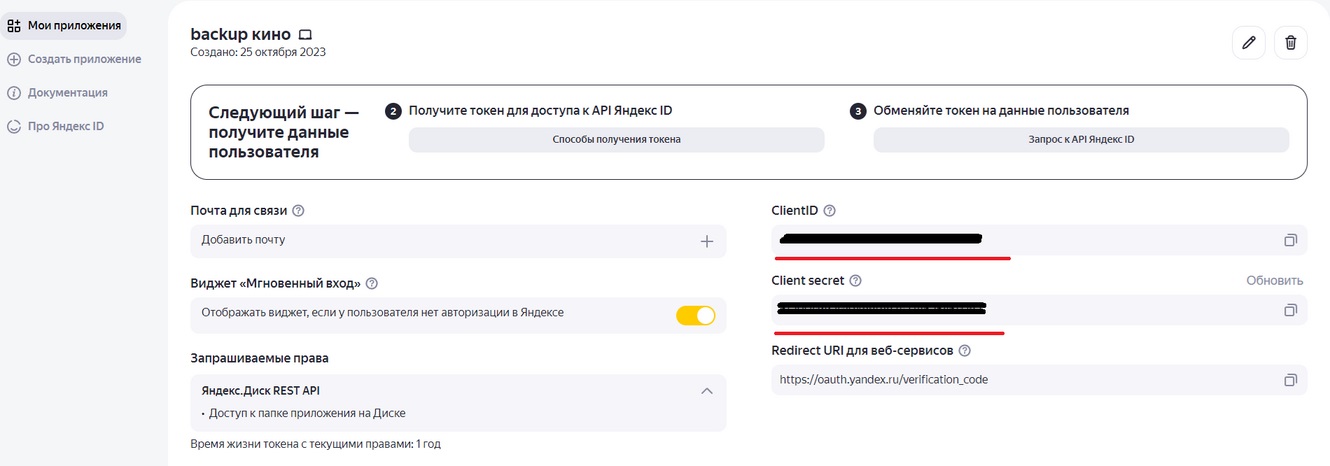 Мои приложения
Создать приложение
Документация
Про Яндекс ID
backup кино
Создано: 25 октября 2023
Следующий шаг —
получите данные
пользователя
2 Получите токен для доступа к API Яндекс ID
Способы получения токена
3 Обменяйте токен на данные пользователя
Запрос к API Яндекс ID
Почта для связи
Добавить почту
Виджет «Мгновенный вход»
Отображать виджет, если у пользователя нет авторизации в Яндексе
Запрашиваемые права
Яндекс.Диск REST API
• Доступ к папке приложения на Диске
Время жизни токена с текущими правами: 1 год
ClientID
Client secret
Обновить
Redirect URI для веб-сервисов
https://oauth.yandex.ru/verification_code